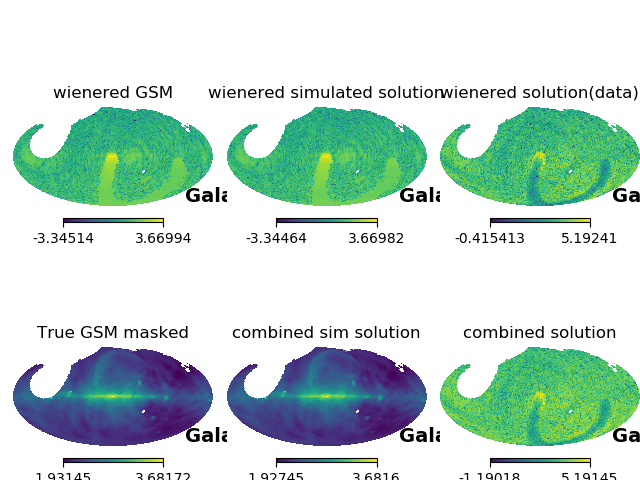 wienered GSM
wienered simulated solution
wienered solution(data)
Gala
Gala
Ga
-3.34514 3.66994
-3.34464 3.66982
-0.415413 5.19241
True GSM masked
combined sim solution
combined solution
Gala
Gala
Ga
1.93145 3.68172
1.92745 3.6816
-1.19018 5.19145